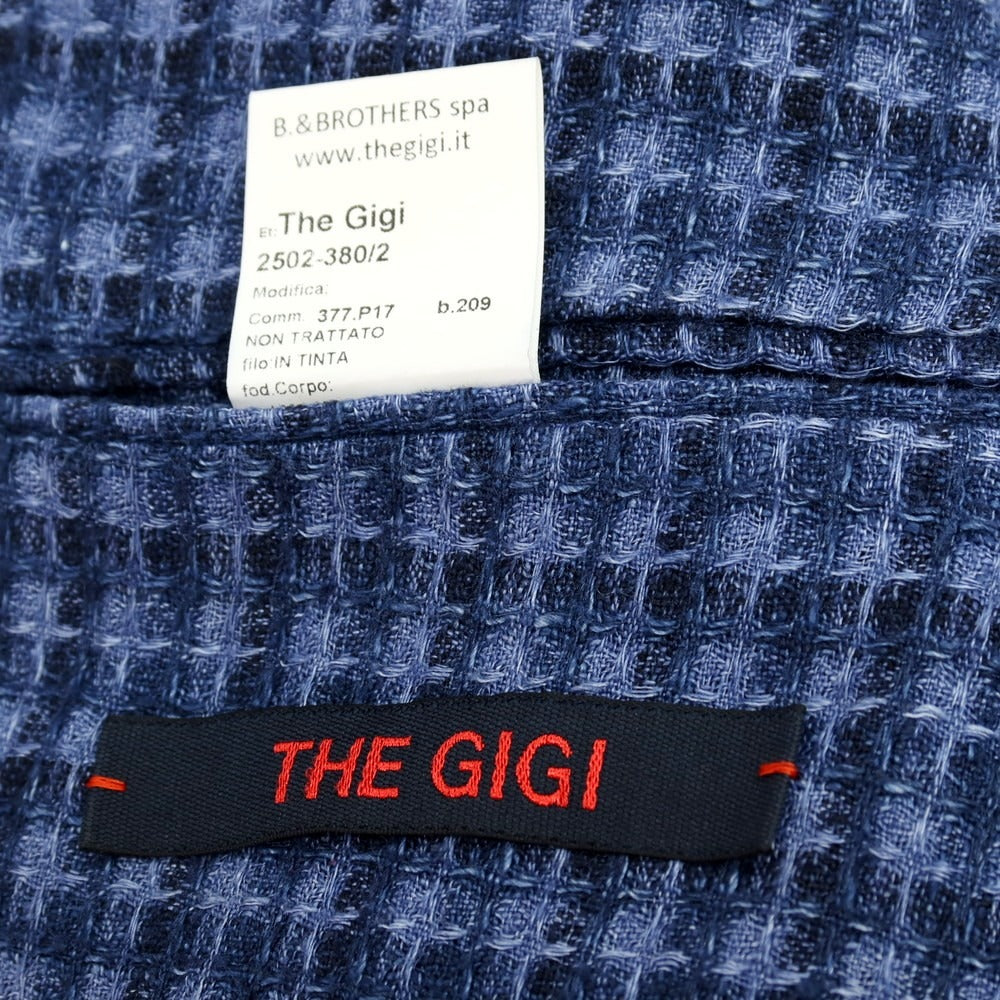 B.&BROTHERS spa
www.thegigi.it
Et: The Gigi
2502-380/2
Modifica:
Comm. 377.P17 b.209
NON TRATTATO
filo:IN TINTA
fod.Corpo:
THE GIGI